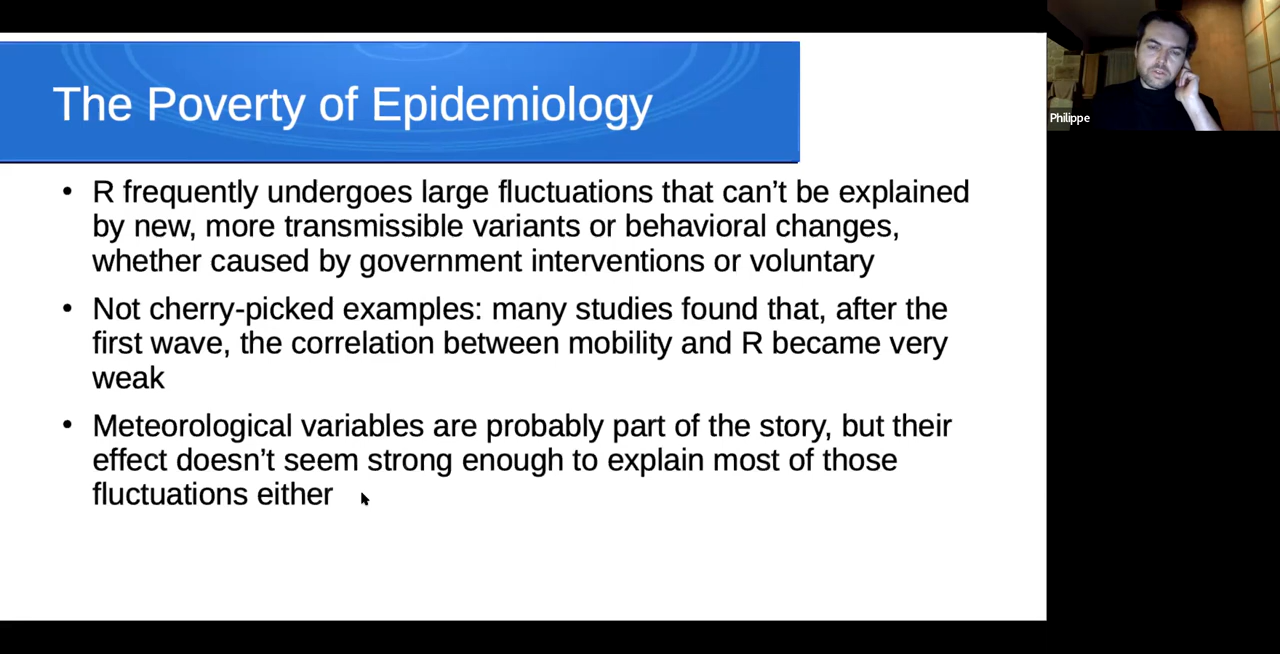 The Poverty of Epidemiology
• R frequently undergoes large fluctuations that can’t be explained
by new, more transmissible variants or behavioral changes,
whether caused by government interventions or voluntary
• Not cherry-picked examples: many studies found that, after the
first wave, the correlation between mobility and R became very
weak
• Meteorological variables are probably part of the story, but their
effect doesn’t seem strong enough to explain most of those
fluctuations either
Philippe